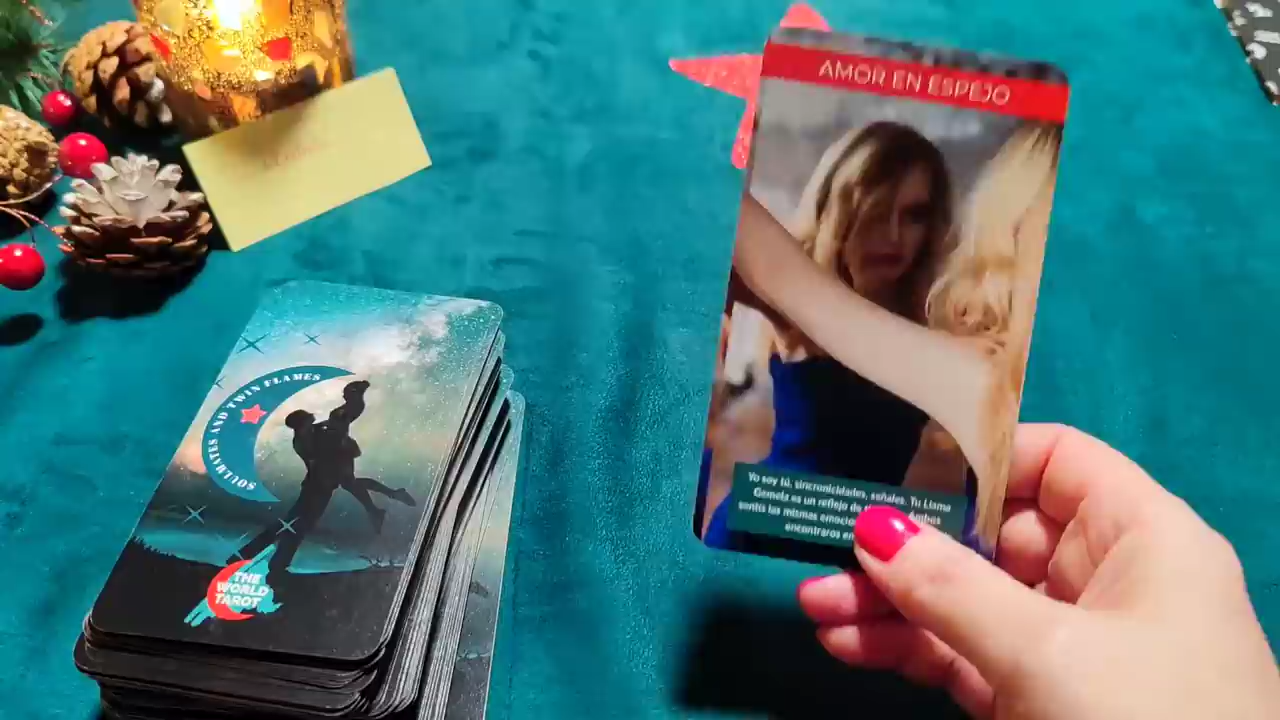 AMOR EN ESPEJO
Yo soy tú, sincronicidades, señales. Tu Llama
Gemela es un reflejo de Ambos
sentís las mismas
encontraros en
SOULMATES AND TWIN FLAMES
THE
WORLD
TAROT